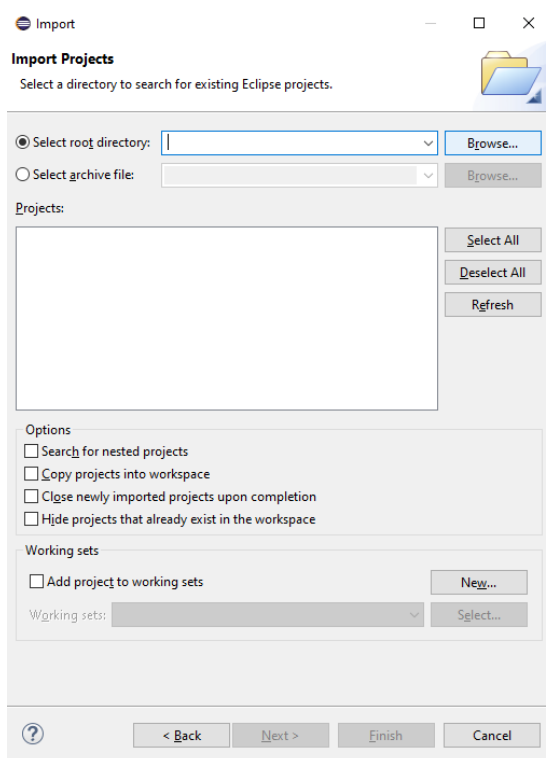 Import
Import Projects
Select a directory to search for existing Eclipse projects.
Select root directory:
Browse...
Select archive file:
Browse...
Projects:
Select All
Deselect All
Refresh
Options
Search for nested projects
Copy projects into workspace
Close newly imported projects upon completion
Hide projects that already exist in the workspace
Working sets
Add project to working sets
New...
Working sets:
Select...
?
< Back
Next >
Finish
Cancel